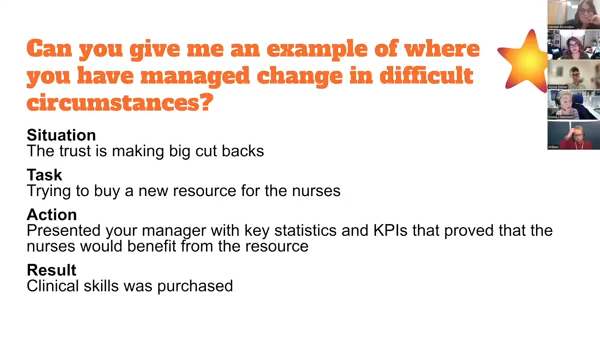 Can you give me an example of where
you have managed change in difficult
circumstances?
Situation
The trust is making big cut backs
Task
Trying to buy a new resource for the nurses
Action
Presented your manager with key statistics and KPIs that proved that the
nurses would benefit from the resource
Result
Clinical skills was purchased